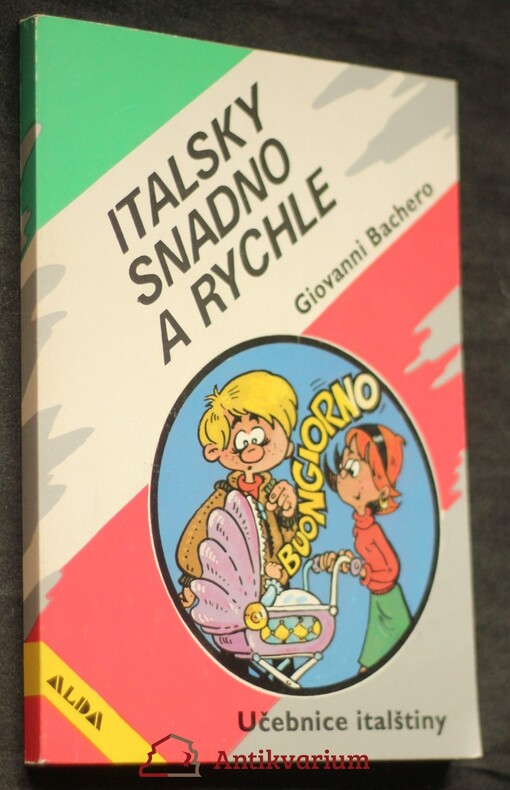 ITALSKY
SNADNO
A RYCHLE
Giovanni Bachero
BUONGIORNO
Učebnice italštiny
ALDA
Antikvarium